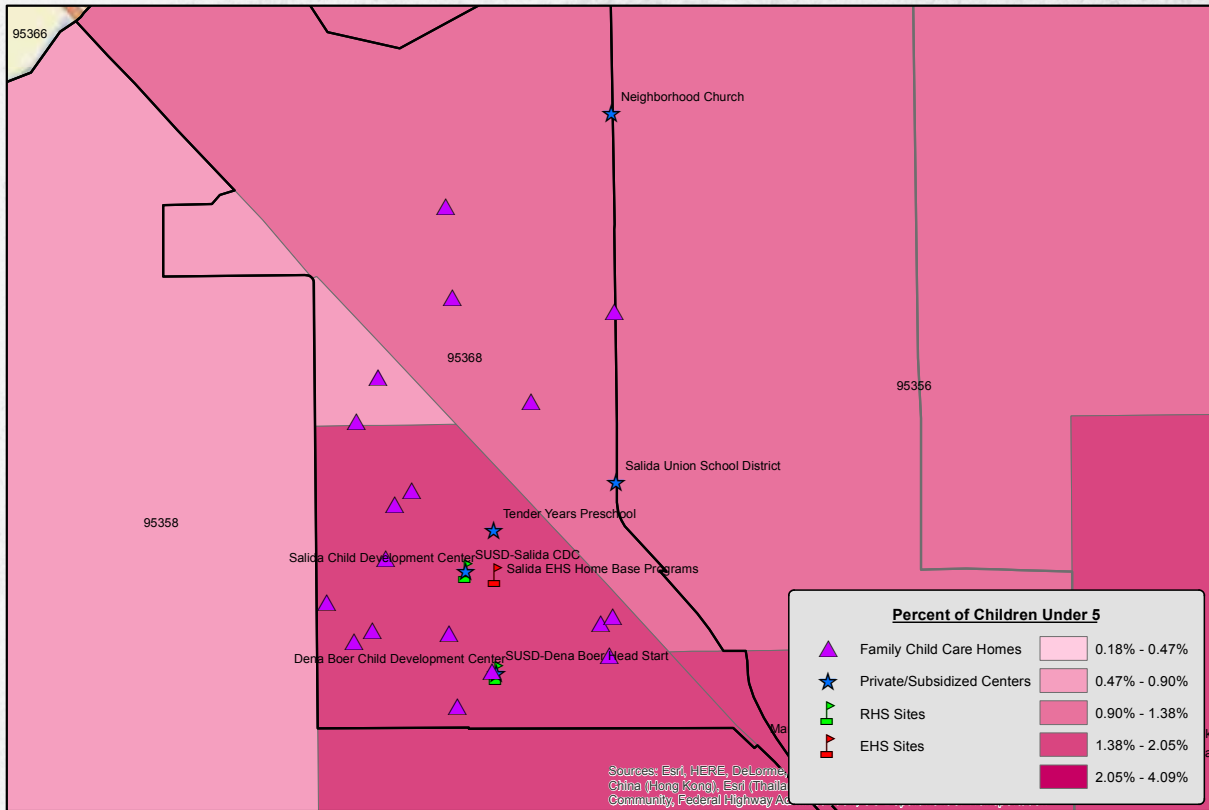 95366
Neighborhood Church
95368
95356
Salida Union School District
95358
Tender Years Preschool
Salida Child Development Center
SUSD-Salida CDC
Salida EHS Home Base Programs
Dena Boer Child Development Center
SUSD-Dena Boer Head Start
Ma
Percent of Children Under 5
Family Child Care Homes
Private/Subsidized Centers
RHS Sites
EHS Sites
0.18% - 0.47%
0.47% - 0.90%
0.90% - 1.38%
1.38% - 2.05%
2.05% - 4.09%
Sources: Esri, HERE, DeLorme,
China (Hong Kong), Esri (Thaila
Community, Federal Highway Ad